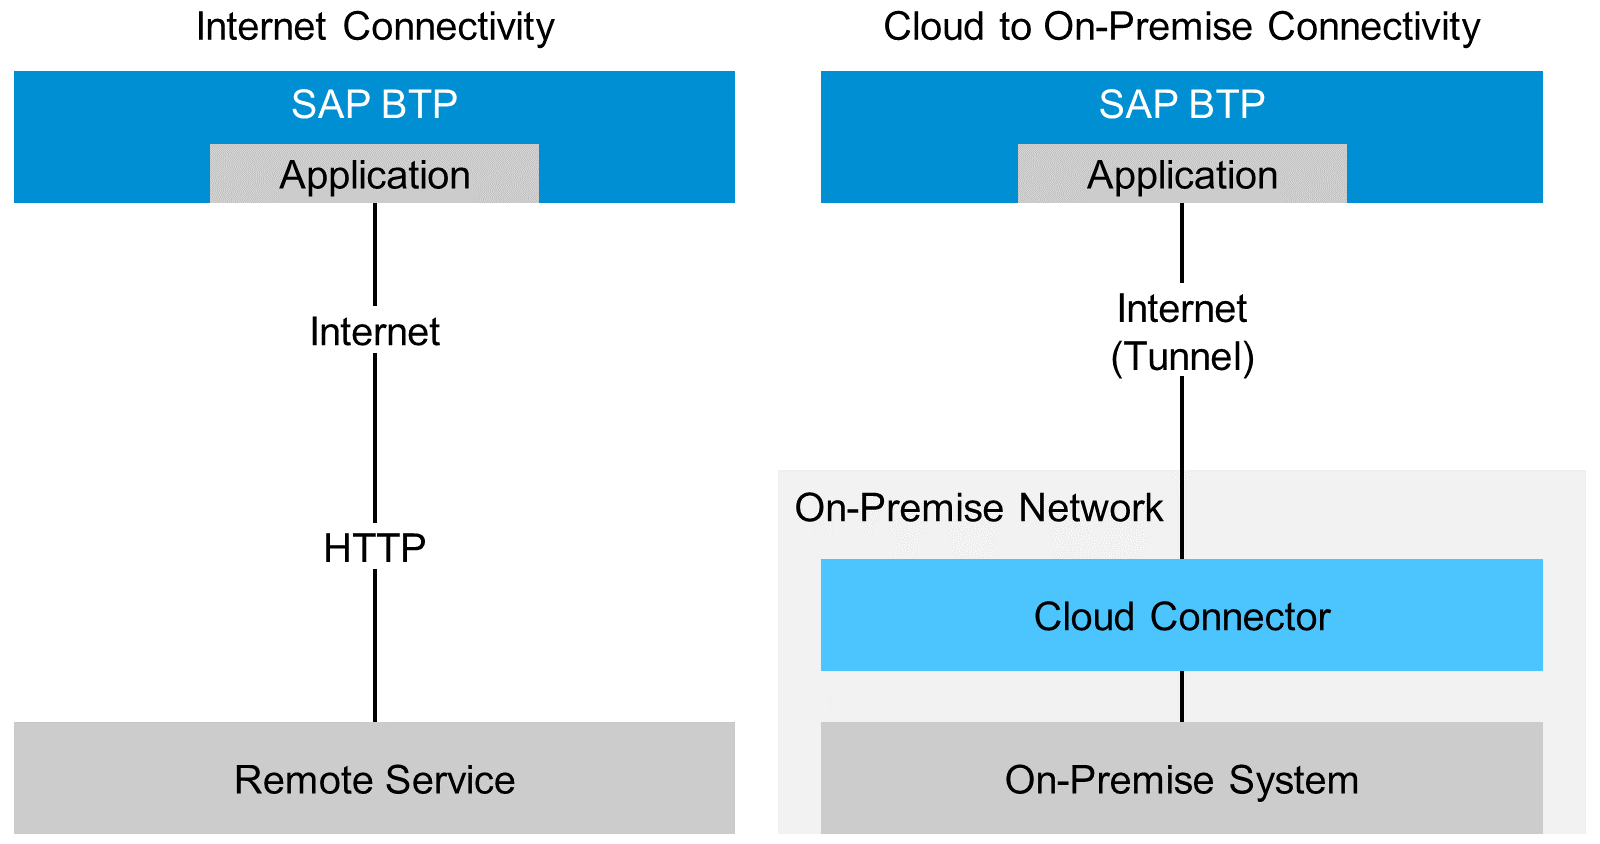 Internet Connectivity
SAP BTP
Application
Internet
HTTP
Remote Service
Cloud to On-Premise Connectivity
SAP BTP
Application
Internet
(Tunnel)
On-Premise Network
Cloud Connector
On-Premise System